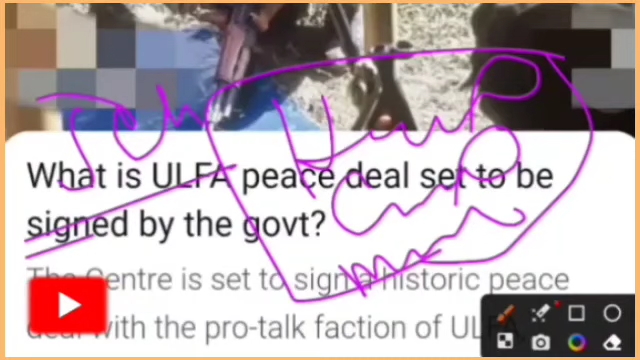 What is ULFA peace deal set to be
signed by the govt?
The Centre is set to sign a historic peace
deal with the pro-talk faction of ULFA